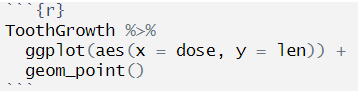 ```{r}
ToothGrowth %>%
  ggplot(aes(x = dose, y = len)) +
  geom_point()
```